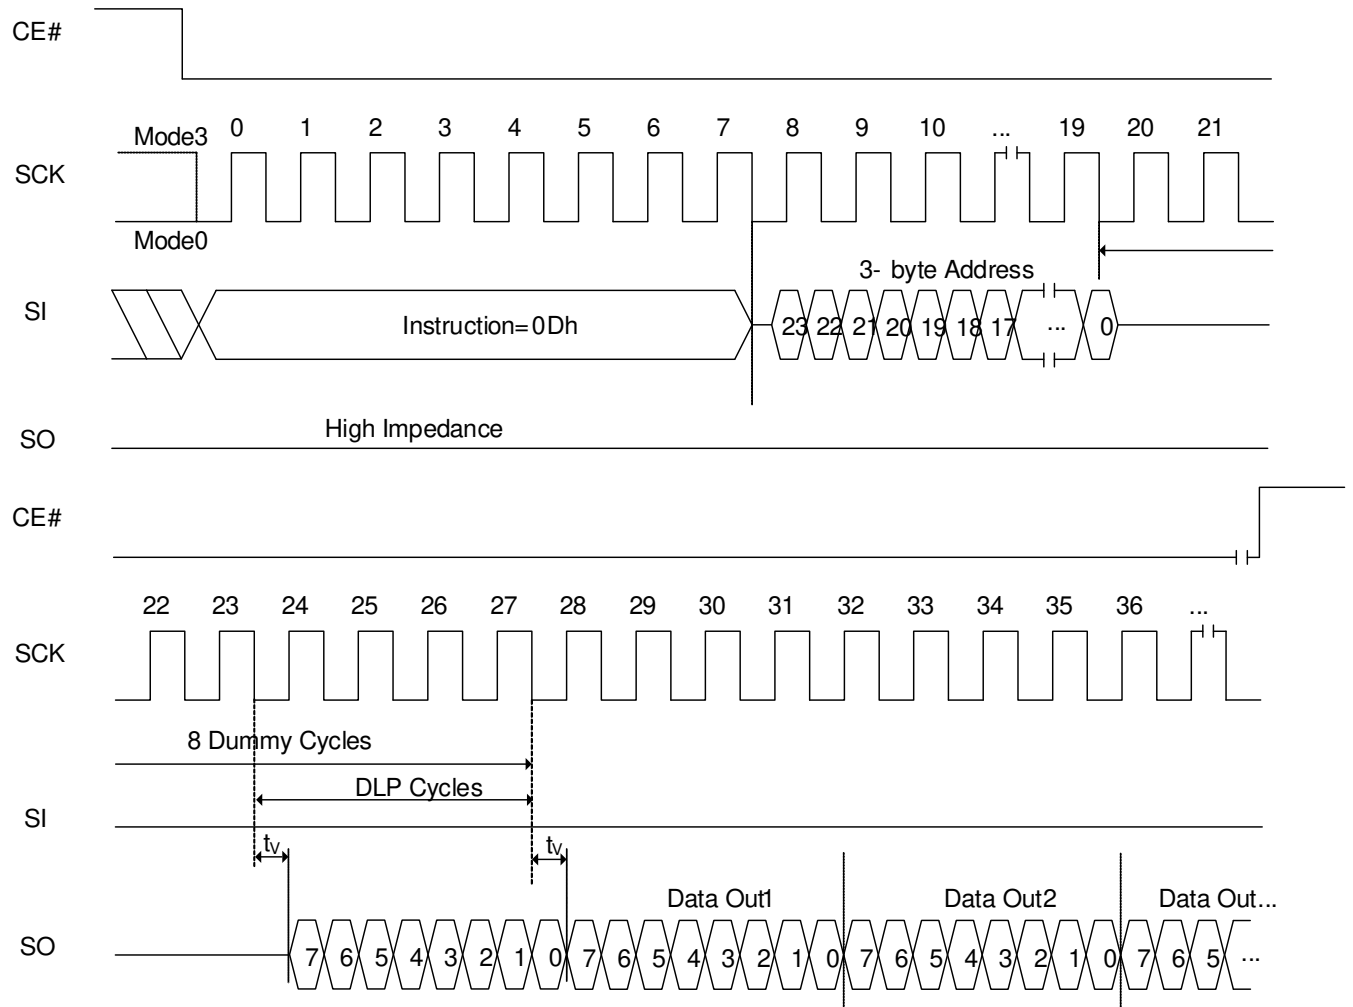 CE#
0 1 2 3 4 5 6 7 8 9 10 ... 19 20 21
Mode3
SCK
Mode0
3- byte Address
SI
Instruction=0Dh
23 22 21 20 19 18 17 ... 0
High Impedance
SO
CE#
22 23 24 25 26 27 28 29 30 31 32 33 34 35 36 ...
SCK
8 Dummy Cycles
DLP Cycles
SI
tV tV
Data Out1 Data Out2 Data Out...
SO
7 6 5 4 3 2 1 0 7 6 5 4 3 2 1 0 7 6 5 4 3 2 1 0 7 6 5 ...